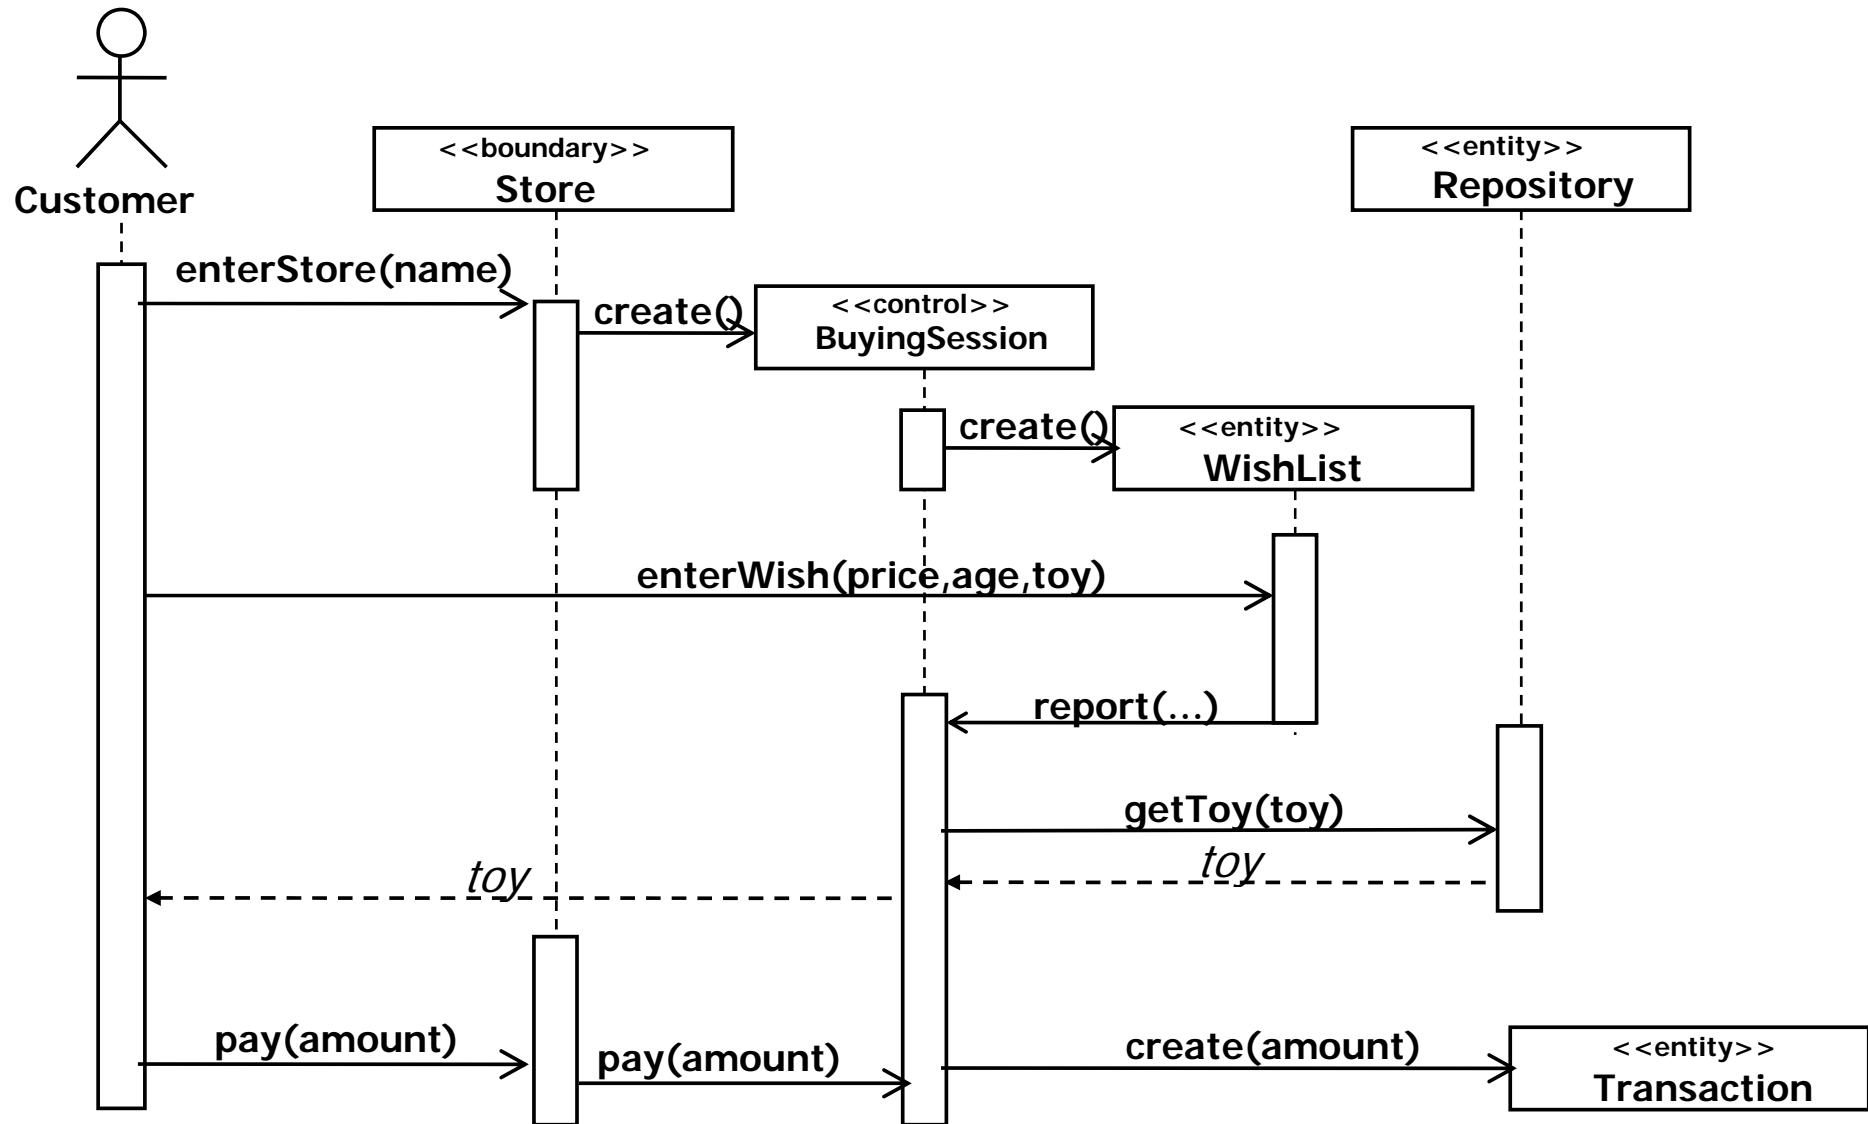 <<boundary>>
Store
<<entity>>
Repository
Customer
enterStore(name)
create()
<<control>>
BuyingSession
create()
<<entity>>
WishList
enterWish(price,age,toy)
report(...)
getToy(toy)
toy
toy
pay(amount)
pay(amount)
create(amount)
<<entity>>
Transaction